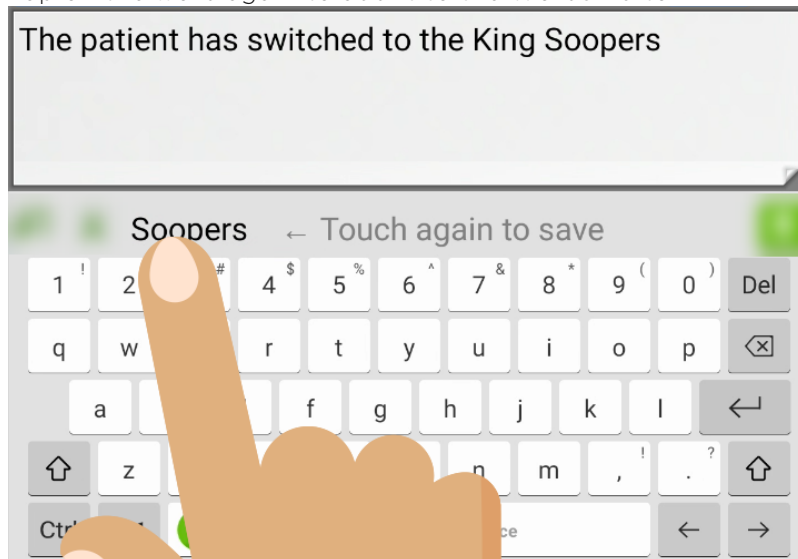 The patient has switched to the King Soopers
Soopers ← Touch again to save
1 ! 2 # 4 $ 5 % 6 ^ 7 & 8 * 9 ( 0 ) Del
q w r t y u i o p
a f g h j k l
z n m , ! . ?